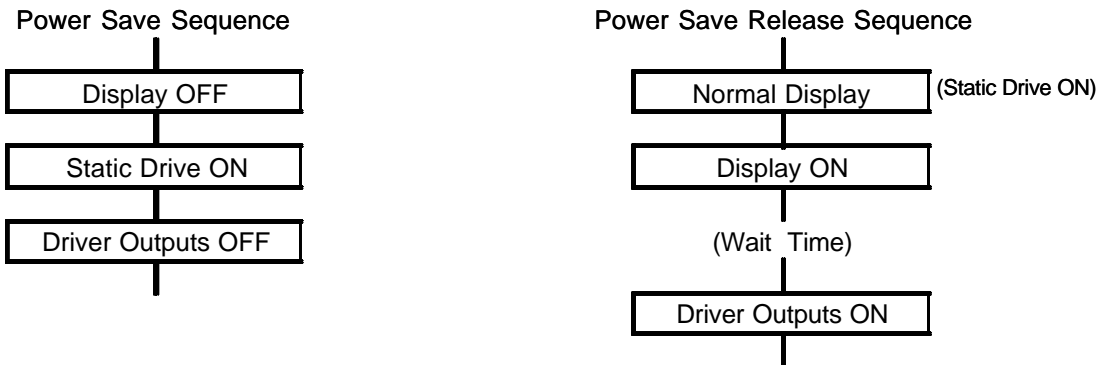 Power Save Sequence
Display OFF
Static Drive ON
Driver Outputs OFF
Power Save Release Sequence
Normal Display
(Static Drive ON)
Display ON
(Wait Time)
Driver Outputs ON